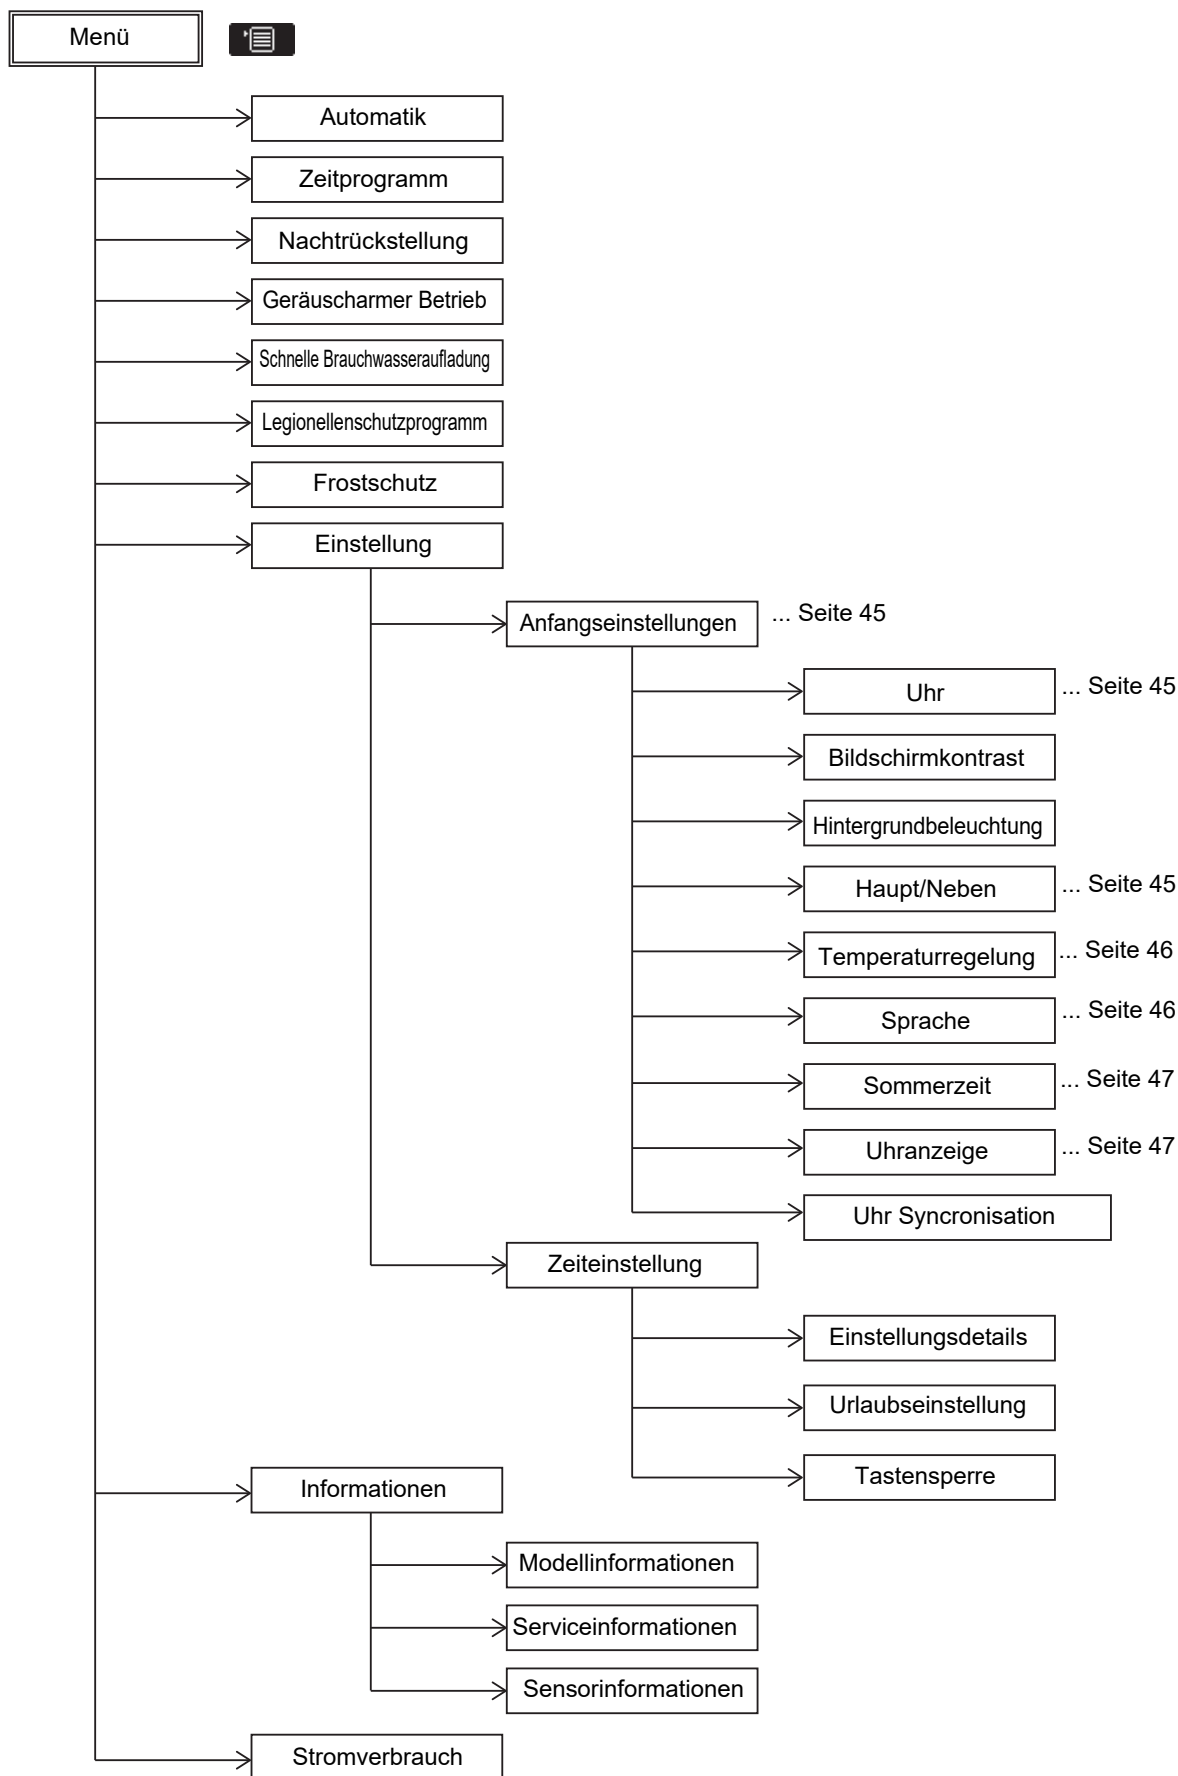 Menü
Automatik
Zeitprogramm
Nachtrückstellung
Geräuscharmer Betrieb
Schnelle Brauchwasseraufladung
Legionellenschutzprogramm
Frostschutz
Einstellung
Anfangseinstellungen ... Seite 45
Uhr ... Seite 45
Bildschirmkontrast
Hintergrundbeleuchtung
Haupt/Neben ... Seite 45
Temperaturregelung ... Seite 46
Sprache ... Seite 46
Sommerzeit ... Seite 47
Uhranzeige ... Seite 47
Uhr Syncronisation
Zeiteinstellung
Einstellungsdetails
Urlaubseinstellung
Tastensperre
Informationen
Modellinformationen
Serviceinformationen
Sensorinformationen
Stromverbrauch